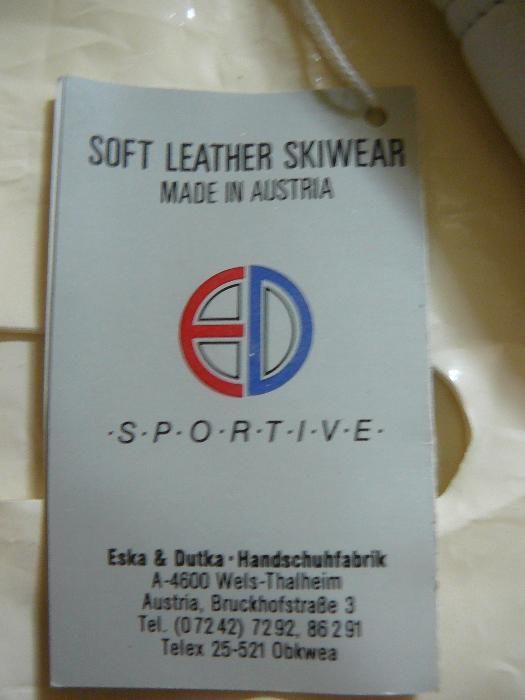 SOFT LEATHER SKIWEAR
MADE IN AUSTRIA
ED
·S·P·O·R·T·I·V·E·
Eska & Dutka · Handschuhfabrik
A-4600 Wels-Thalheim
Austria, Bruckhofstraße 3
Tel. (07242) 7292, 86291
Telex 25-521 Obkwea